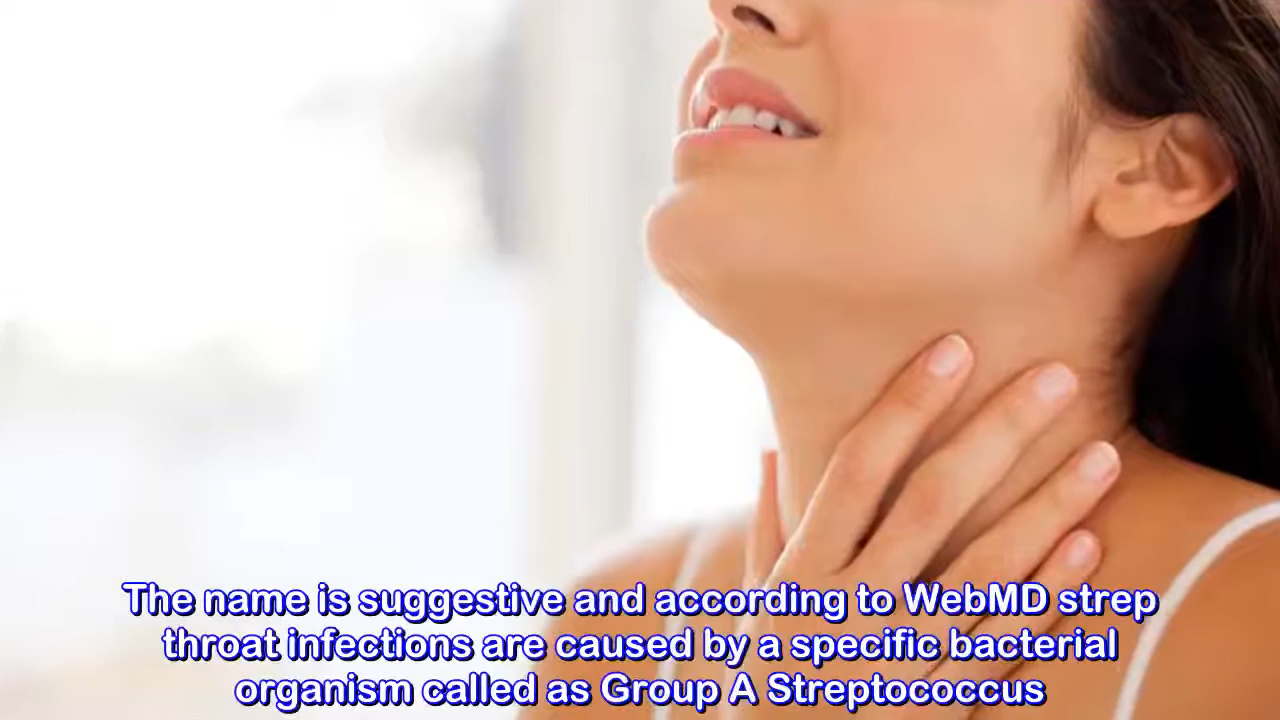 The name is suggestive and according to WebMD strep
throat infections are caused by a specific bacterial
organism called as Group A Streptococcus